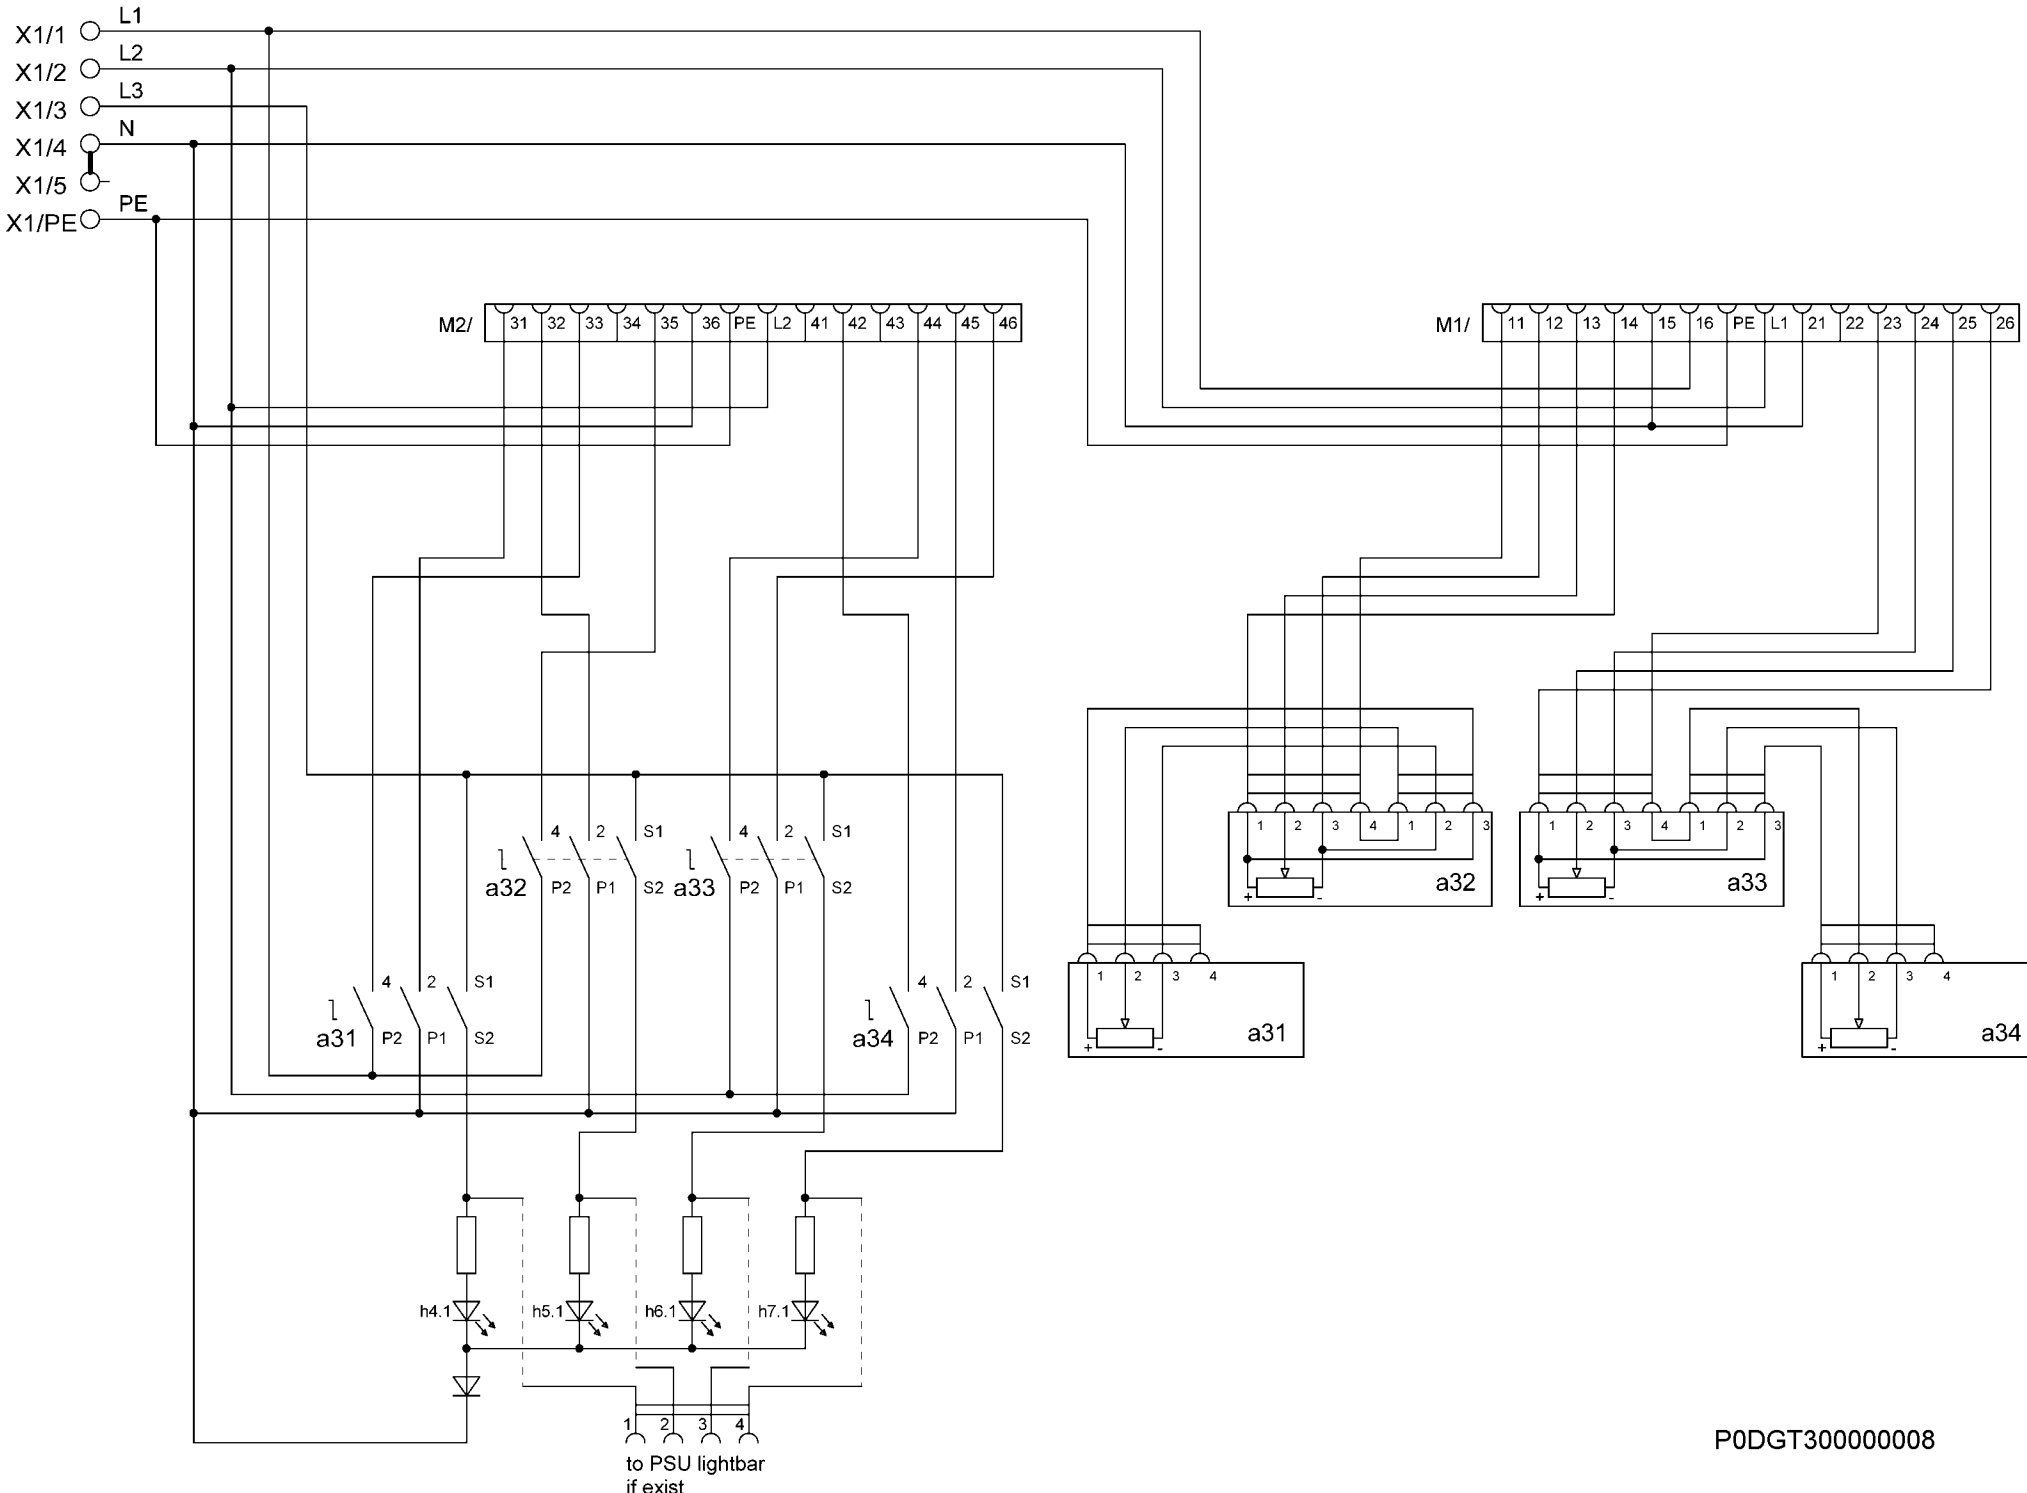 X1/1 L1
X1/2 L2
X1/3 L3
X1/4 N
X1/5
X1/PE PE
M2/ 31 32 33 34 35 36 PE L2 41 42 43 44 45 46
M1/ 11 12 13 14 15 16 PE L1 21 22 23 24 25 26
4 2 S1
a32 P2 P1 S2
4 2 S1
a33 P2 P1 S2
1 2 3 4 1 2 3
a32
+ -
1 2 3 4 1 2 3
a33
+ -
4 2 S1
a31 P2 P1 S2
4 2 S1
a34 P2 P1 S2
1 2 3 4
a31
+ -
1 2 3 4
a34
+ -
h4.1 h5.1 h6.1 h7.1
1 2 3 4
to PSU lightbar
if exist
P0DGT300000008